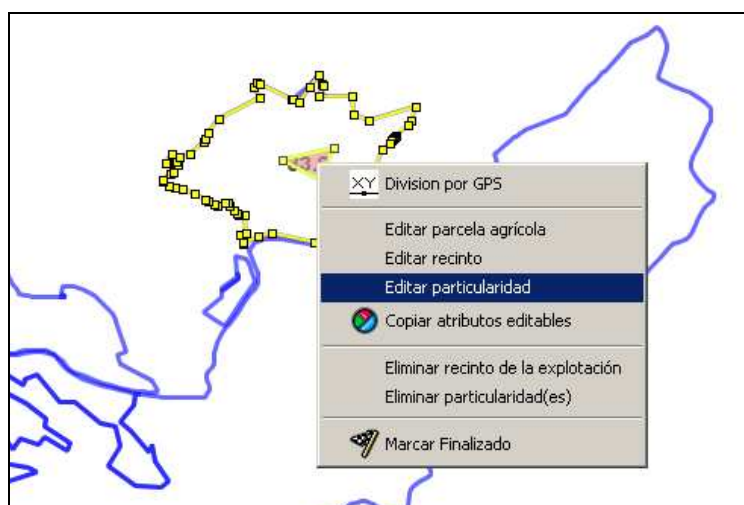 XY Division por GPS
Editar parcela agrícola
Editar recinto
Editar particularidad
Copiar atributos editables
Eliminar recinto de la explotación
Eliminar particularidad(es)
Marcar Finalizado